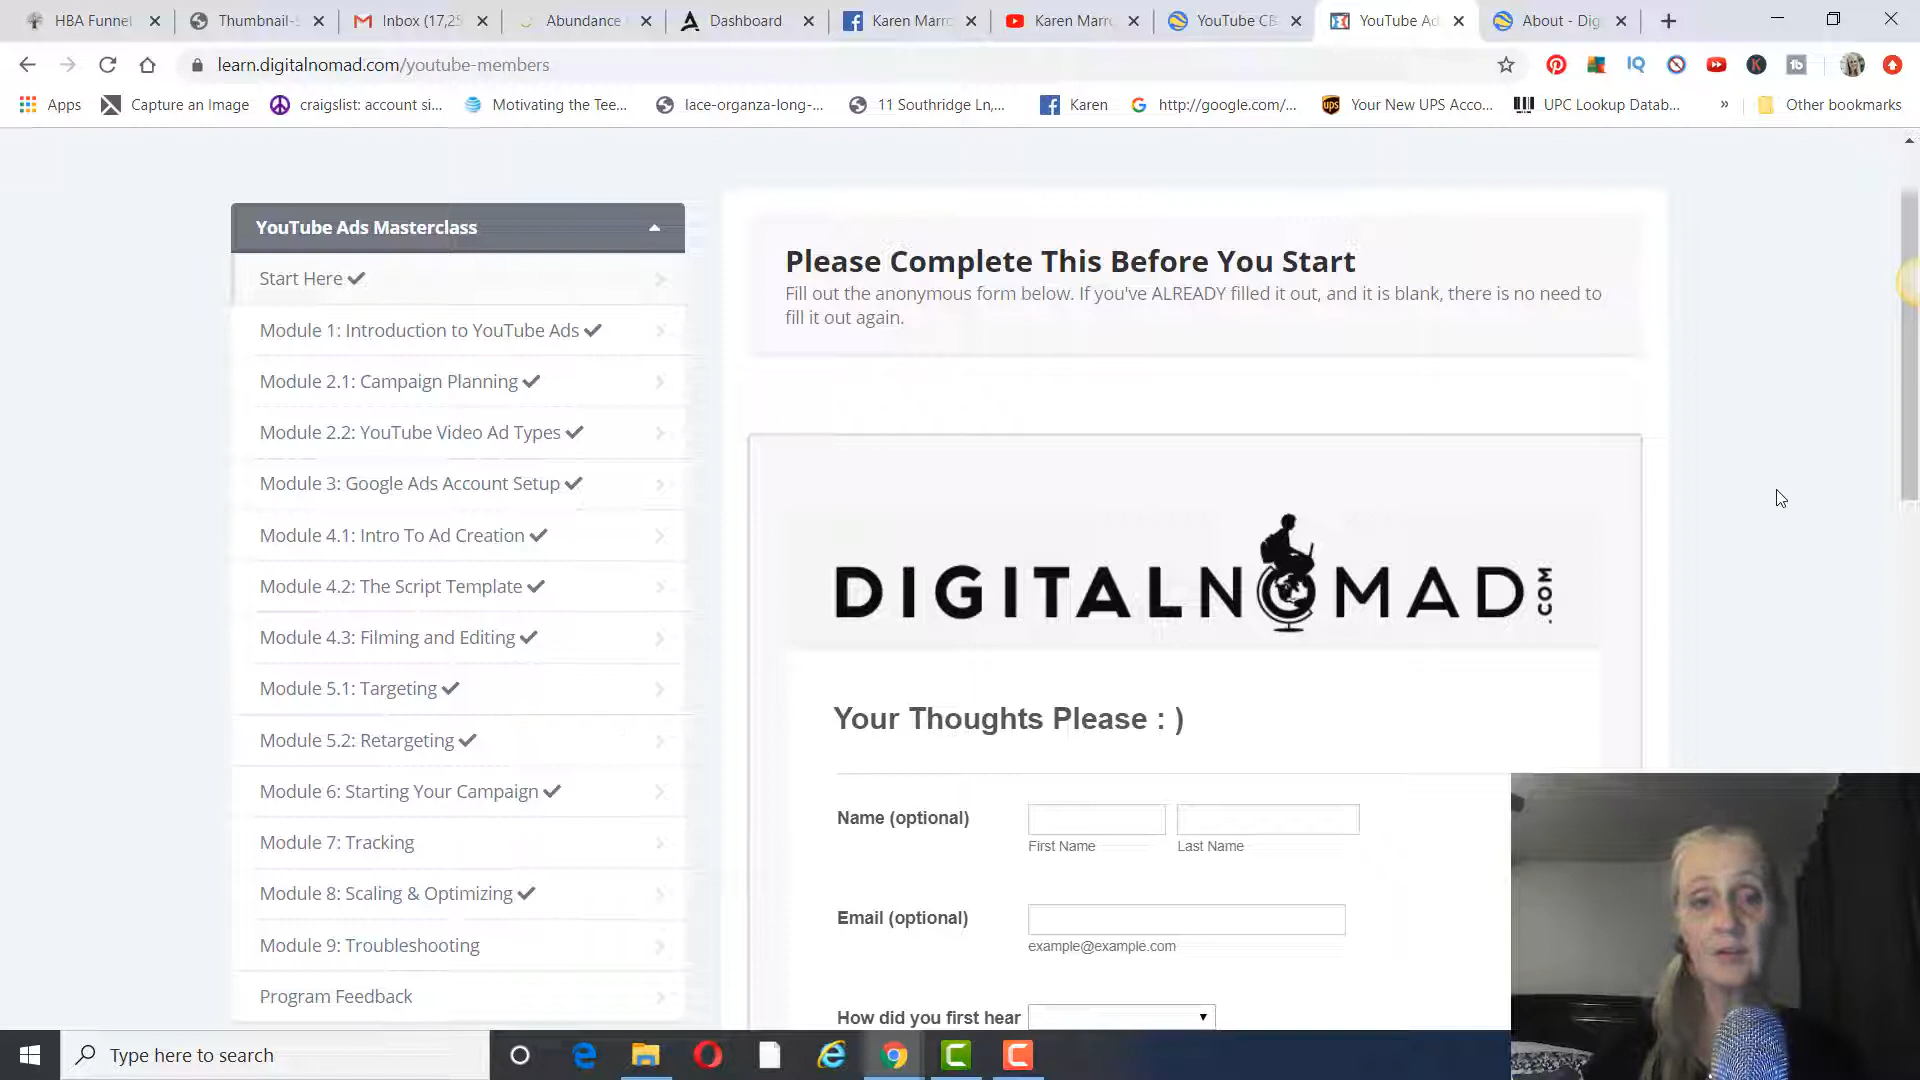 HBA Funnel
Thumbnail-
Inbox (17,25
Abundance
Dashboard
Karen Marro
Karen Marr
YouTube CB
YouTube Ad
About - Dig
learn.digitalnomad.com/youtube-members
Apps
Capture an Image
craigslist: account si...
Motivating the Tee...
lace-organza-long-...
11 Southridge Ln,...
Karen
http://google.com/...
Your New UPS Acco...
UPC Lookup Datab...
»
Other bookmarks
YouTube Ads Masterclass
Start Here
Module 1: Introduction to YouTube Ads
Module 2.1: Campaign Planning
Module 2.2: YouTube Video Ad Types
Module 3: Google Ads Account Setup
Module 4.1: Intro To Ad Creation
Module 4.2: The Script Template
Module 4.3: Filming and Editing
Module 5.1: Targeting
Module 5.2: Retargeting
Module 6: Starting Your Campaign
Module 7: Tracking
Module 8: Scaling & Optimizing
Module 9: Troubleshooting
Program Feedback
Please Complete This Before You Start
Fill out the anonymous form below. If you've ALREADY filled it out, and it is blank, there is no need to
fill it out again.
DIGITALNOMAD.COM
Your Thoughts Please : )
Name (optional)
First Name
Last Name
Email (optional)
example@example.com
How did you first hear
Type here to search